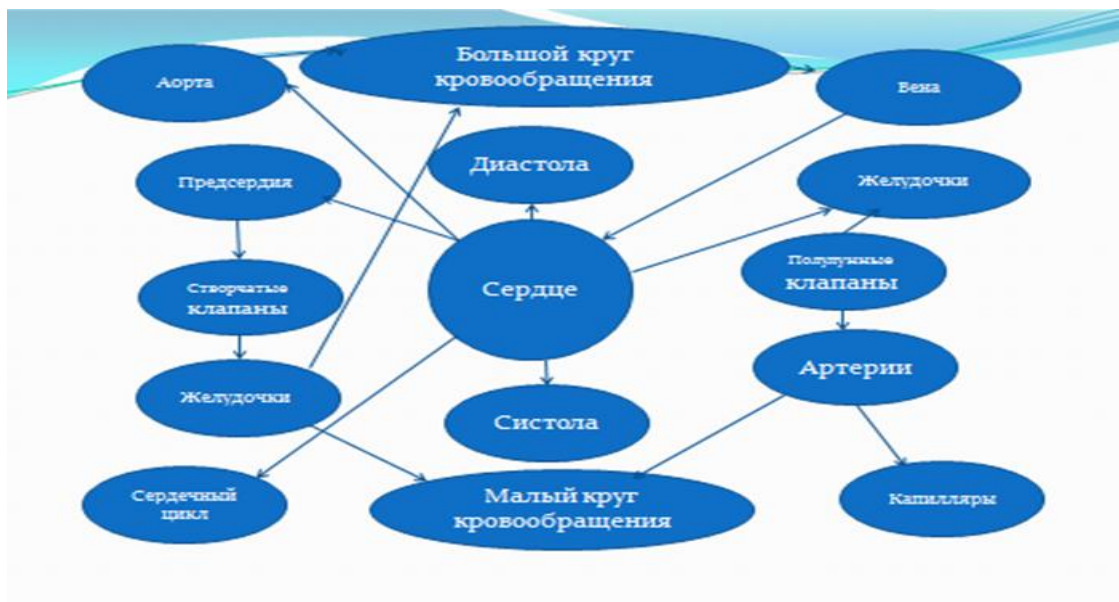 Большой круг
кровообращения
Аорта
Вена
Диастола
Предсердия
Желудочки
Створчатые
клапаны
Сердце
Полулунные
клапаны
Желудочки
Артерии
Систола
Сердечный
цикл
Малый круг
кровообращения
Капилляры